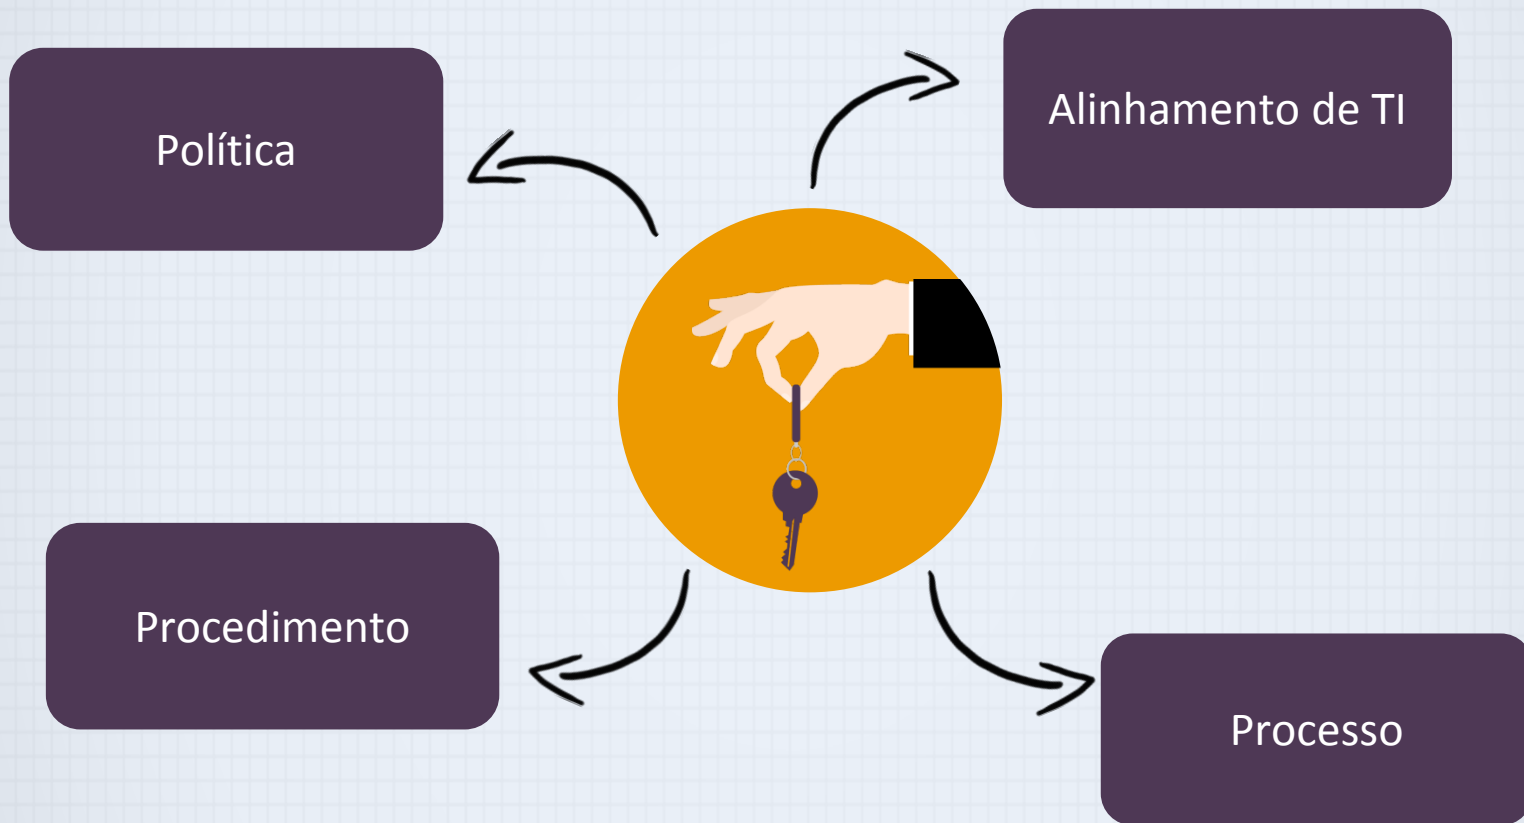 Política
Alinhamento de TI
Procedimento
Processo